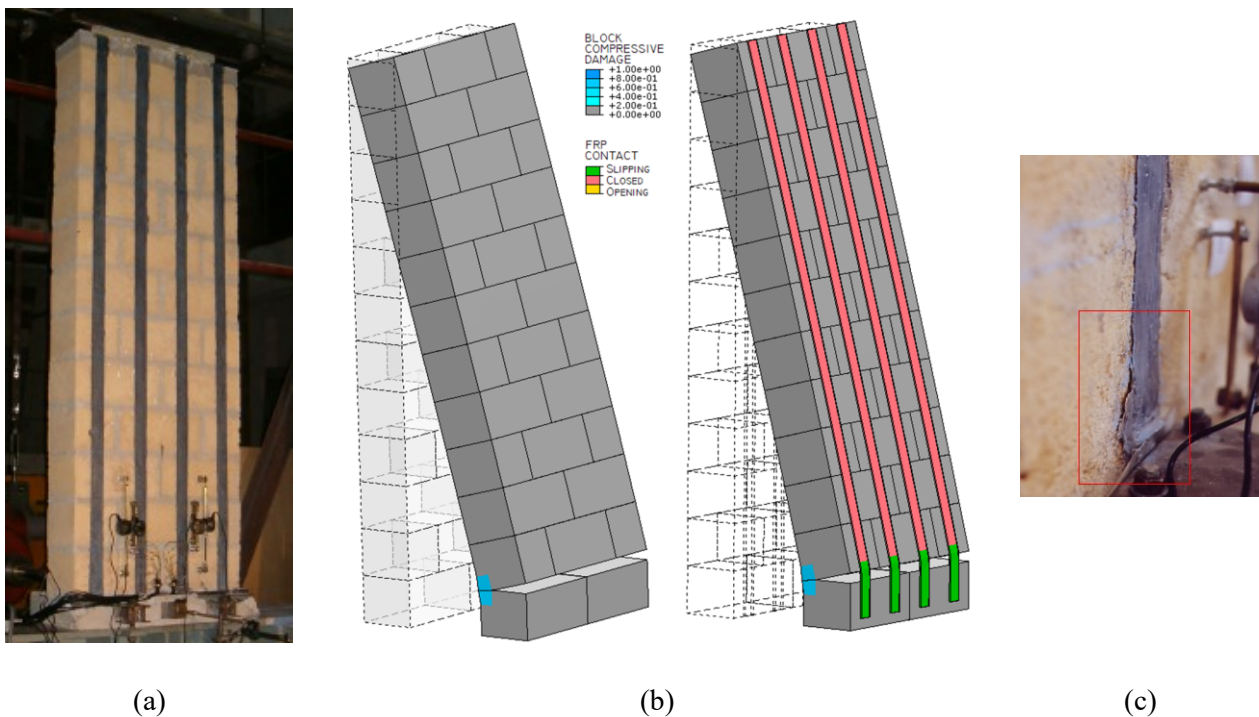 BLOCK
COMPRESSIVE
DAMAGE
+1.00e+00
+8.00e-01
+6.00e-01
+4.00e-01
+2.00e-01
+0.00e+00
FRP
CONTACT
SLIPPING
CLOSED
OPENING
(a)
(b)
(c)